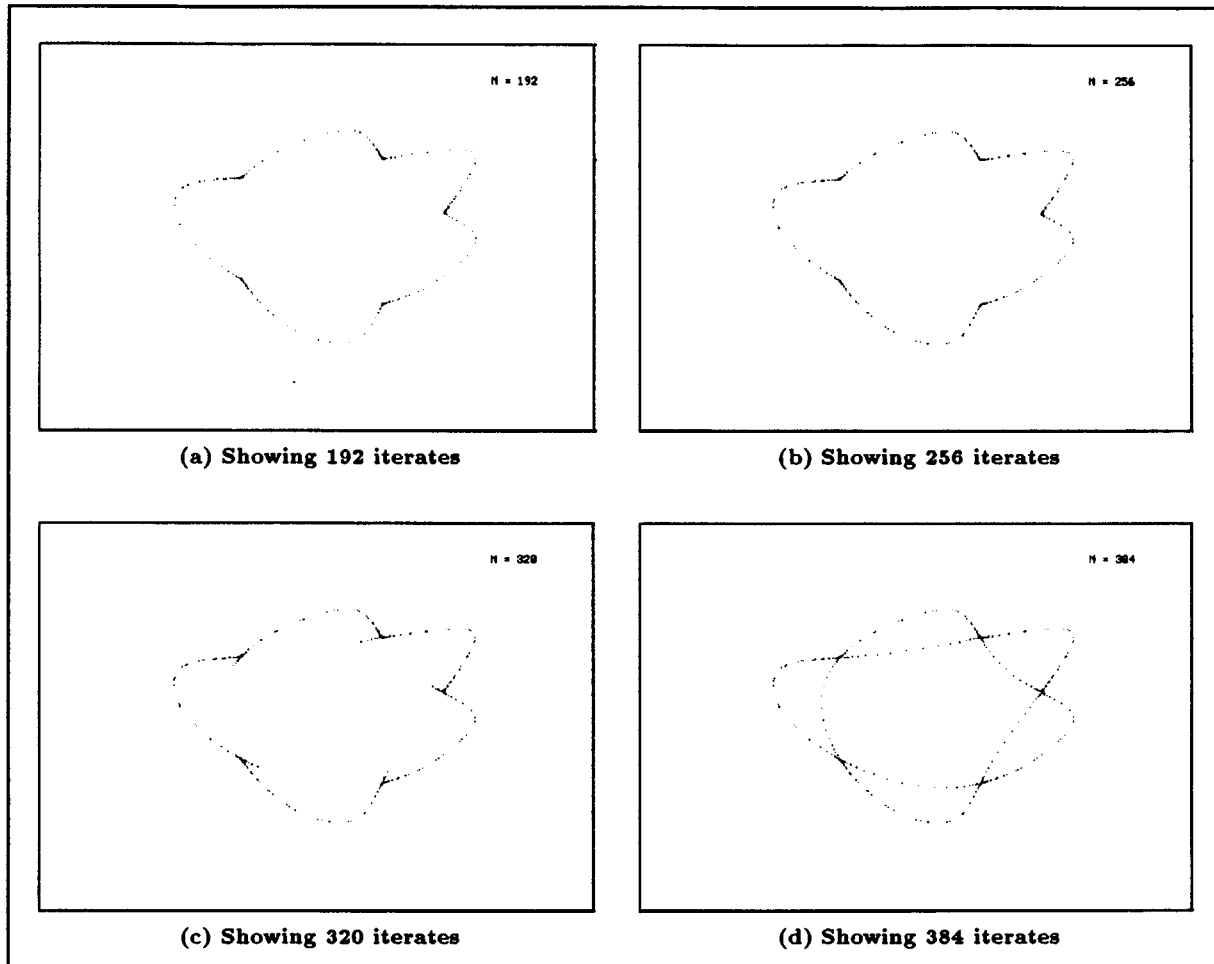 N = 192
N = 256
(a) Showing 192 iterates
(b) Showing 256 iterates
N = 320
N = 384
(c) Showing 320 iterates
(d) Showing 384 iterates